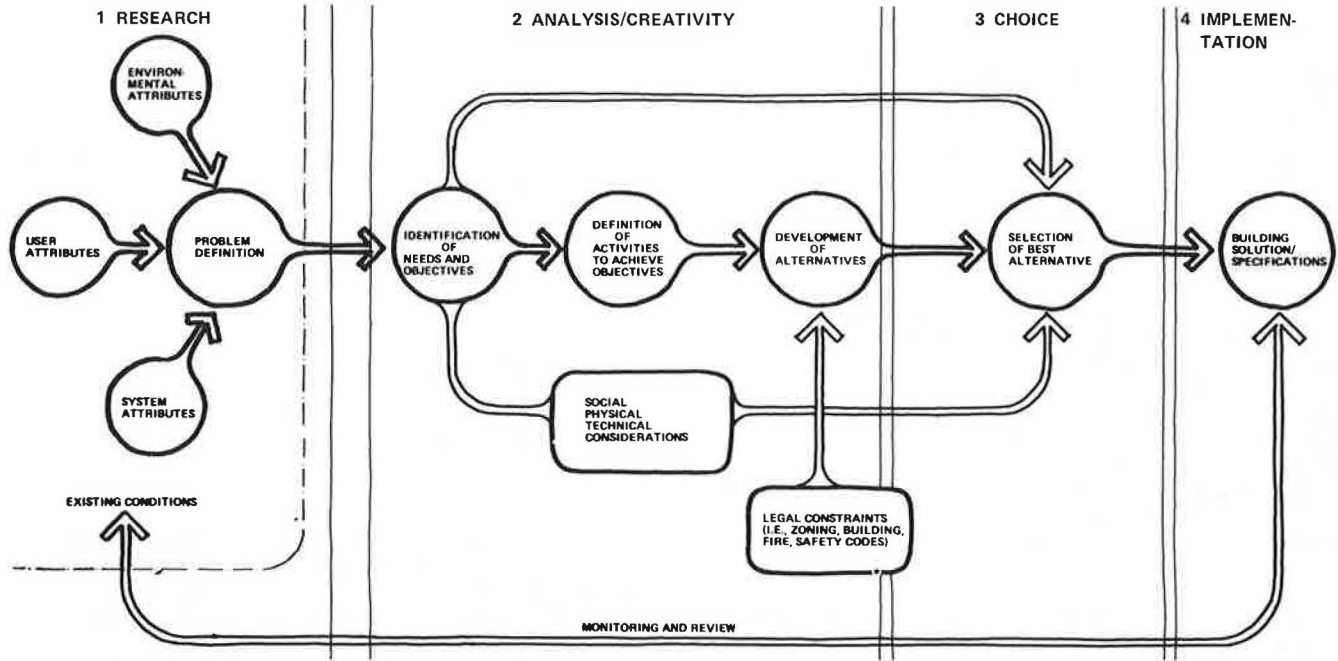 1 RESEARCH
2 ANALYSIS/CREATIVITY
3 CHOICE
4 IMPLEMEN-
TATION
ENVIRON-
MENTAL
ATTRIBUTES
USER
ATTRIBUTES
PROBLEM
DEFINITION
SYSTEM
ATTRIBUTES
EXISTING CONDITIONS
IDENTIFICATION
OF
NEEDS AND
OBJECTIVES
DEFINITION
OF
ACTIVITIES
TO ACHIEVE
OBJECTIVES
DEVELOPMENT
OF
ALTERNATIVES
SOCIAL
PHYSICAL
TECHNICAL
CONSIDERATIONS
LEGAL CONSTRAINTS
(I.E., ZONING, BUILDING,
FIRE, SAFETY CODES)
SELECTION
OF BEST
ALTERNATIVE
BUILDING
SOLUTION/
SPECIFICATIONS
MONITORING AND REVIEW